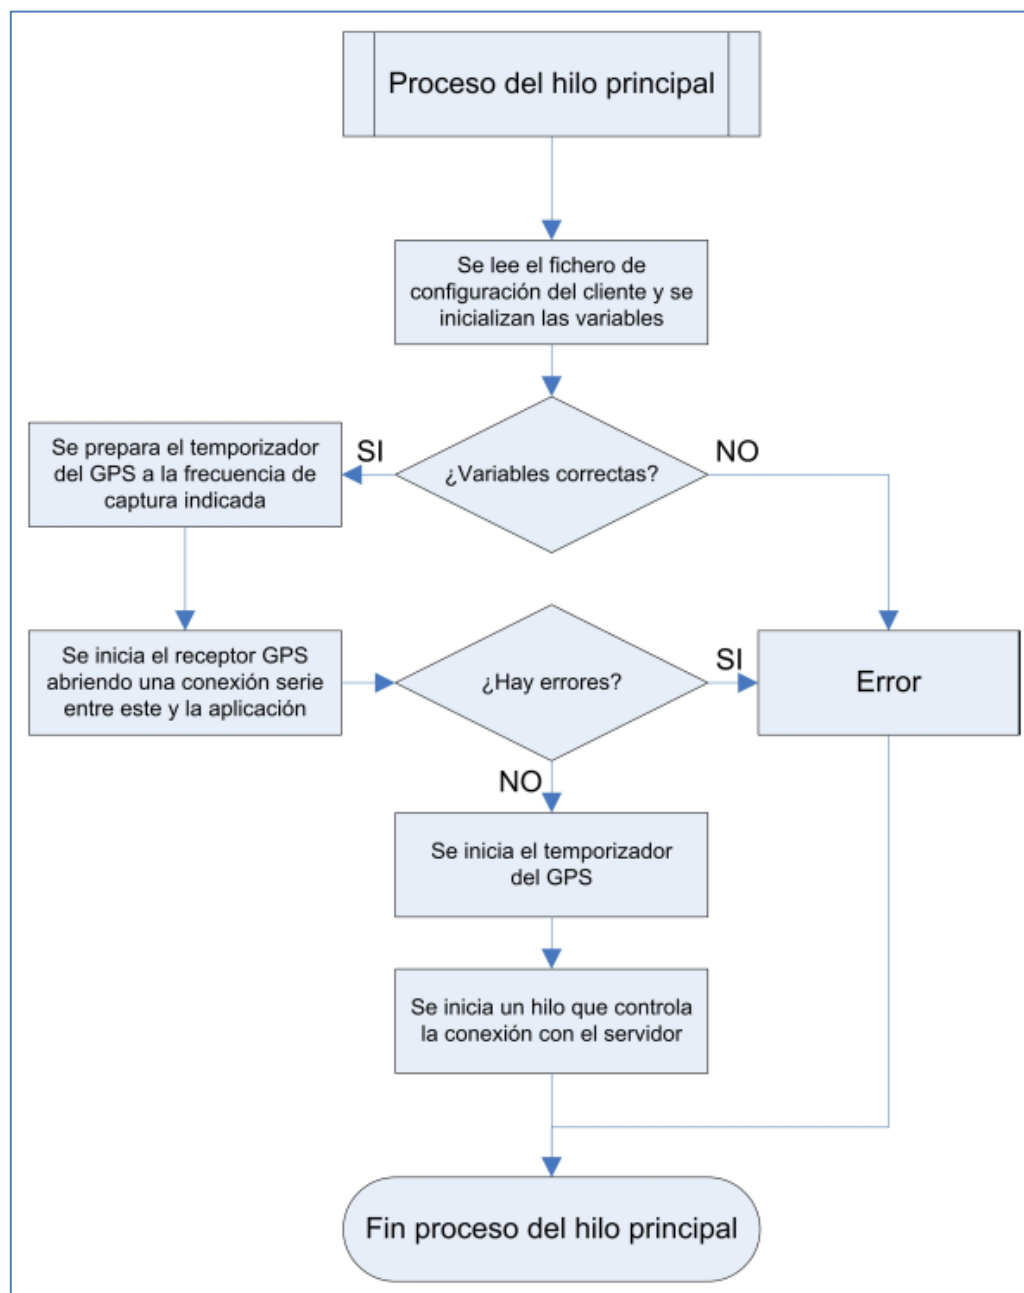 Proceso del hilo principal
Se lee el fichero de
configuración del cliente y se
inicializan las variables
¿Variables correctas?
SI
NO
Se prepara el temporizador
del GPS a la frecuencia de
captura indicada
Se inicia el receptor GPS
abriendo una conexión serie
entre este y la aplicación
¿Hay errores?
SI
Error
NO
Se inicia el temporizador
del GPS
Se inicia un hilo que controla
la conexión con el servidor
Fin proceso del hilo principal